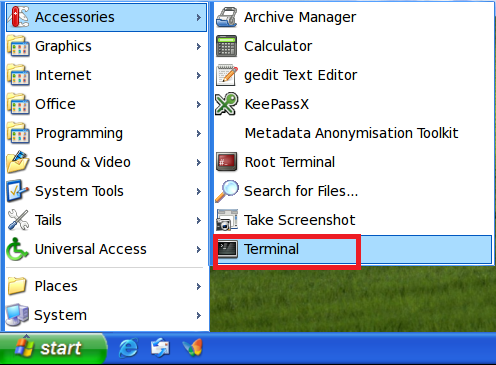 Accessories
Graphics
Internet
Office
Programming
Sound & Video
System Tools
Tails
Universal Access
Places
System
Archive Manager
Calculator
gedit Text Editor
KeePassX
Metadata Anonymisation Toolkit
Root Terminal
Search for Files...
Take Screenshot
Terminal
start